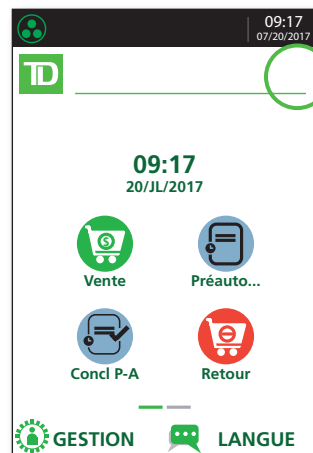 09:17
07/20/2017
TD
09:17
20/JL/2017
Vente
Préauto...
Concl P-A
Retour
GESTION
LANGUE